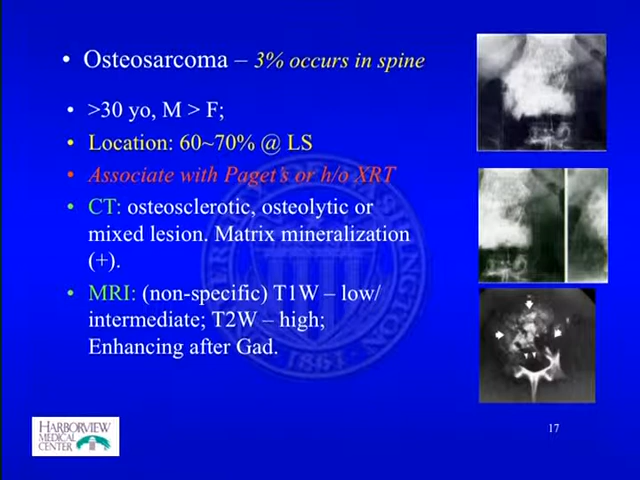 • Osteosarcoma – 3% occurs in spine
• >30 yo, M > F;
• Location: 60~70% @ LS
• Associate with Paget's or h/o XRT
• CT: osteosclerotic, osteolytic or
mixed lesion. Matrix mineralization
(+).
• MRI: (non-specific) T1W – low/
intermediate; T2W – high;
Enhancing after Gad.
HARBORVIEW
MEDICAL
CENTER
17
1861